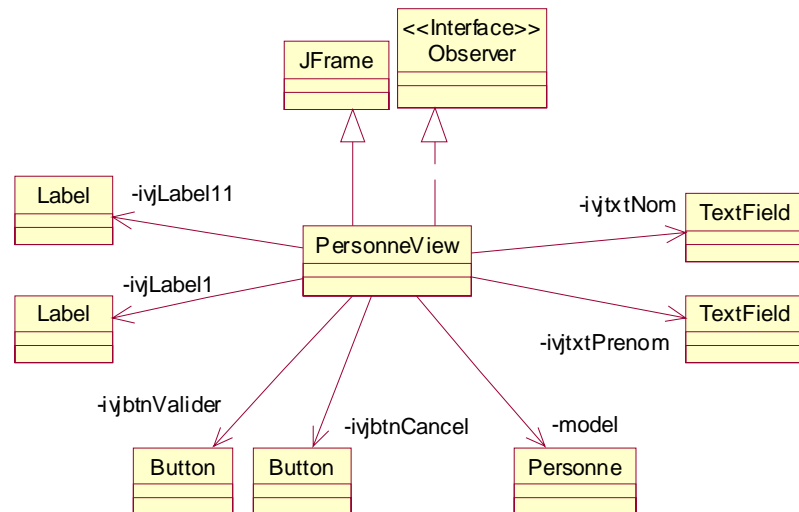 <<Interface>>
Observer
JFrame
Label
-ivjLabel11
-ivjtxtNom
TextField
PersonneView
-ivjLabel1
Label
TextField
-ivjtxtPrenom
-ivjbtnValider
-ivjbtnCancel
-model
Button
Button
Personne